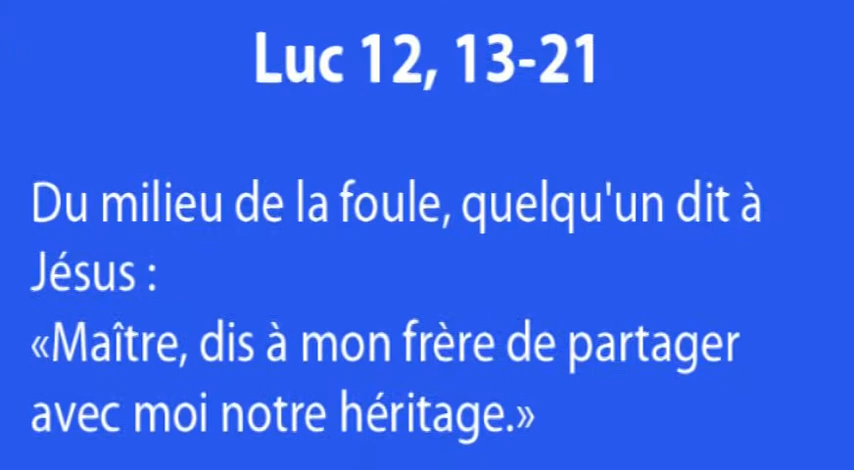 Luc 12, 13-21
Du milieu de la foule, quelqu'un dit à
Jésus :
«Maître, dis à mon frère de partager
avec moi notre héritage.»